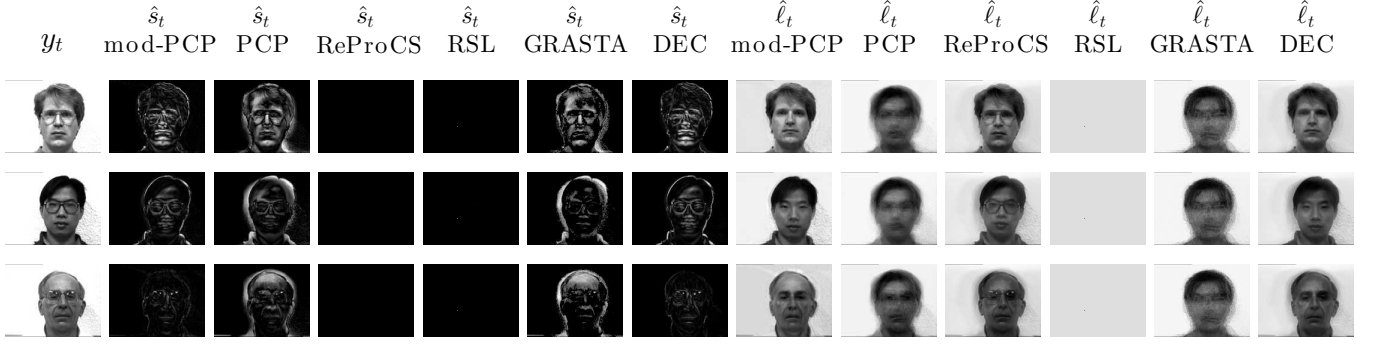 ŝ_t ŝ_t ŝ_t ŝ_t ŝ_t ŝ_t ℓ̂_t ℓ̂_t ℓ̂_t ℓ̂_t ℓ̂_t ℓ̂_t
y_t mod-PCP PCP ReProCS RSL GRASTA DEC mod-PCP PCP ReProCS RSL GRASTA DEC